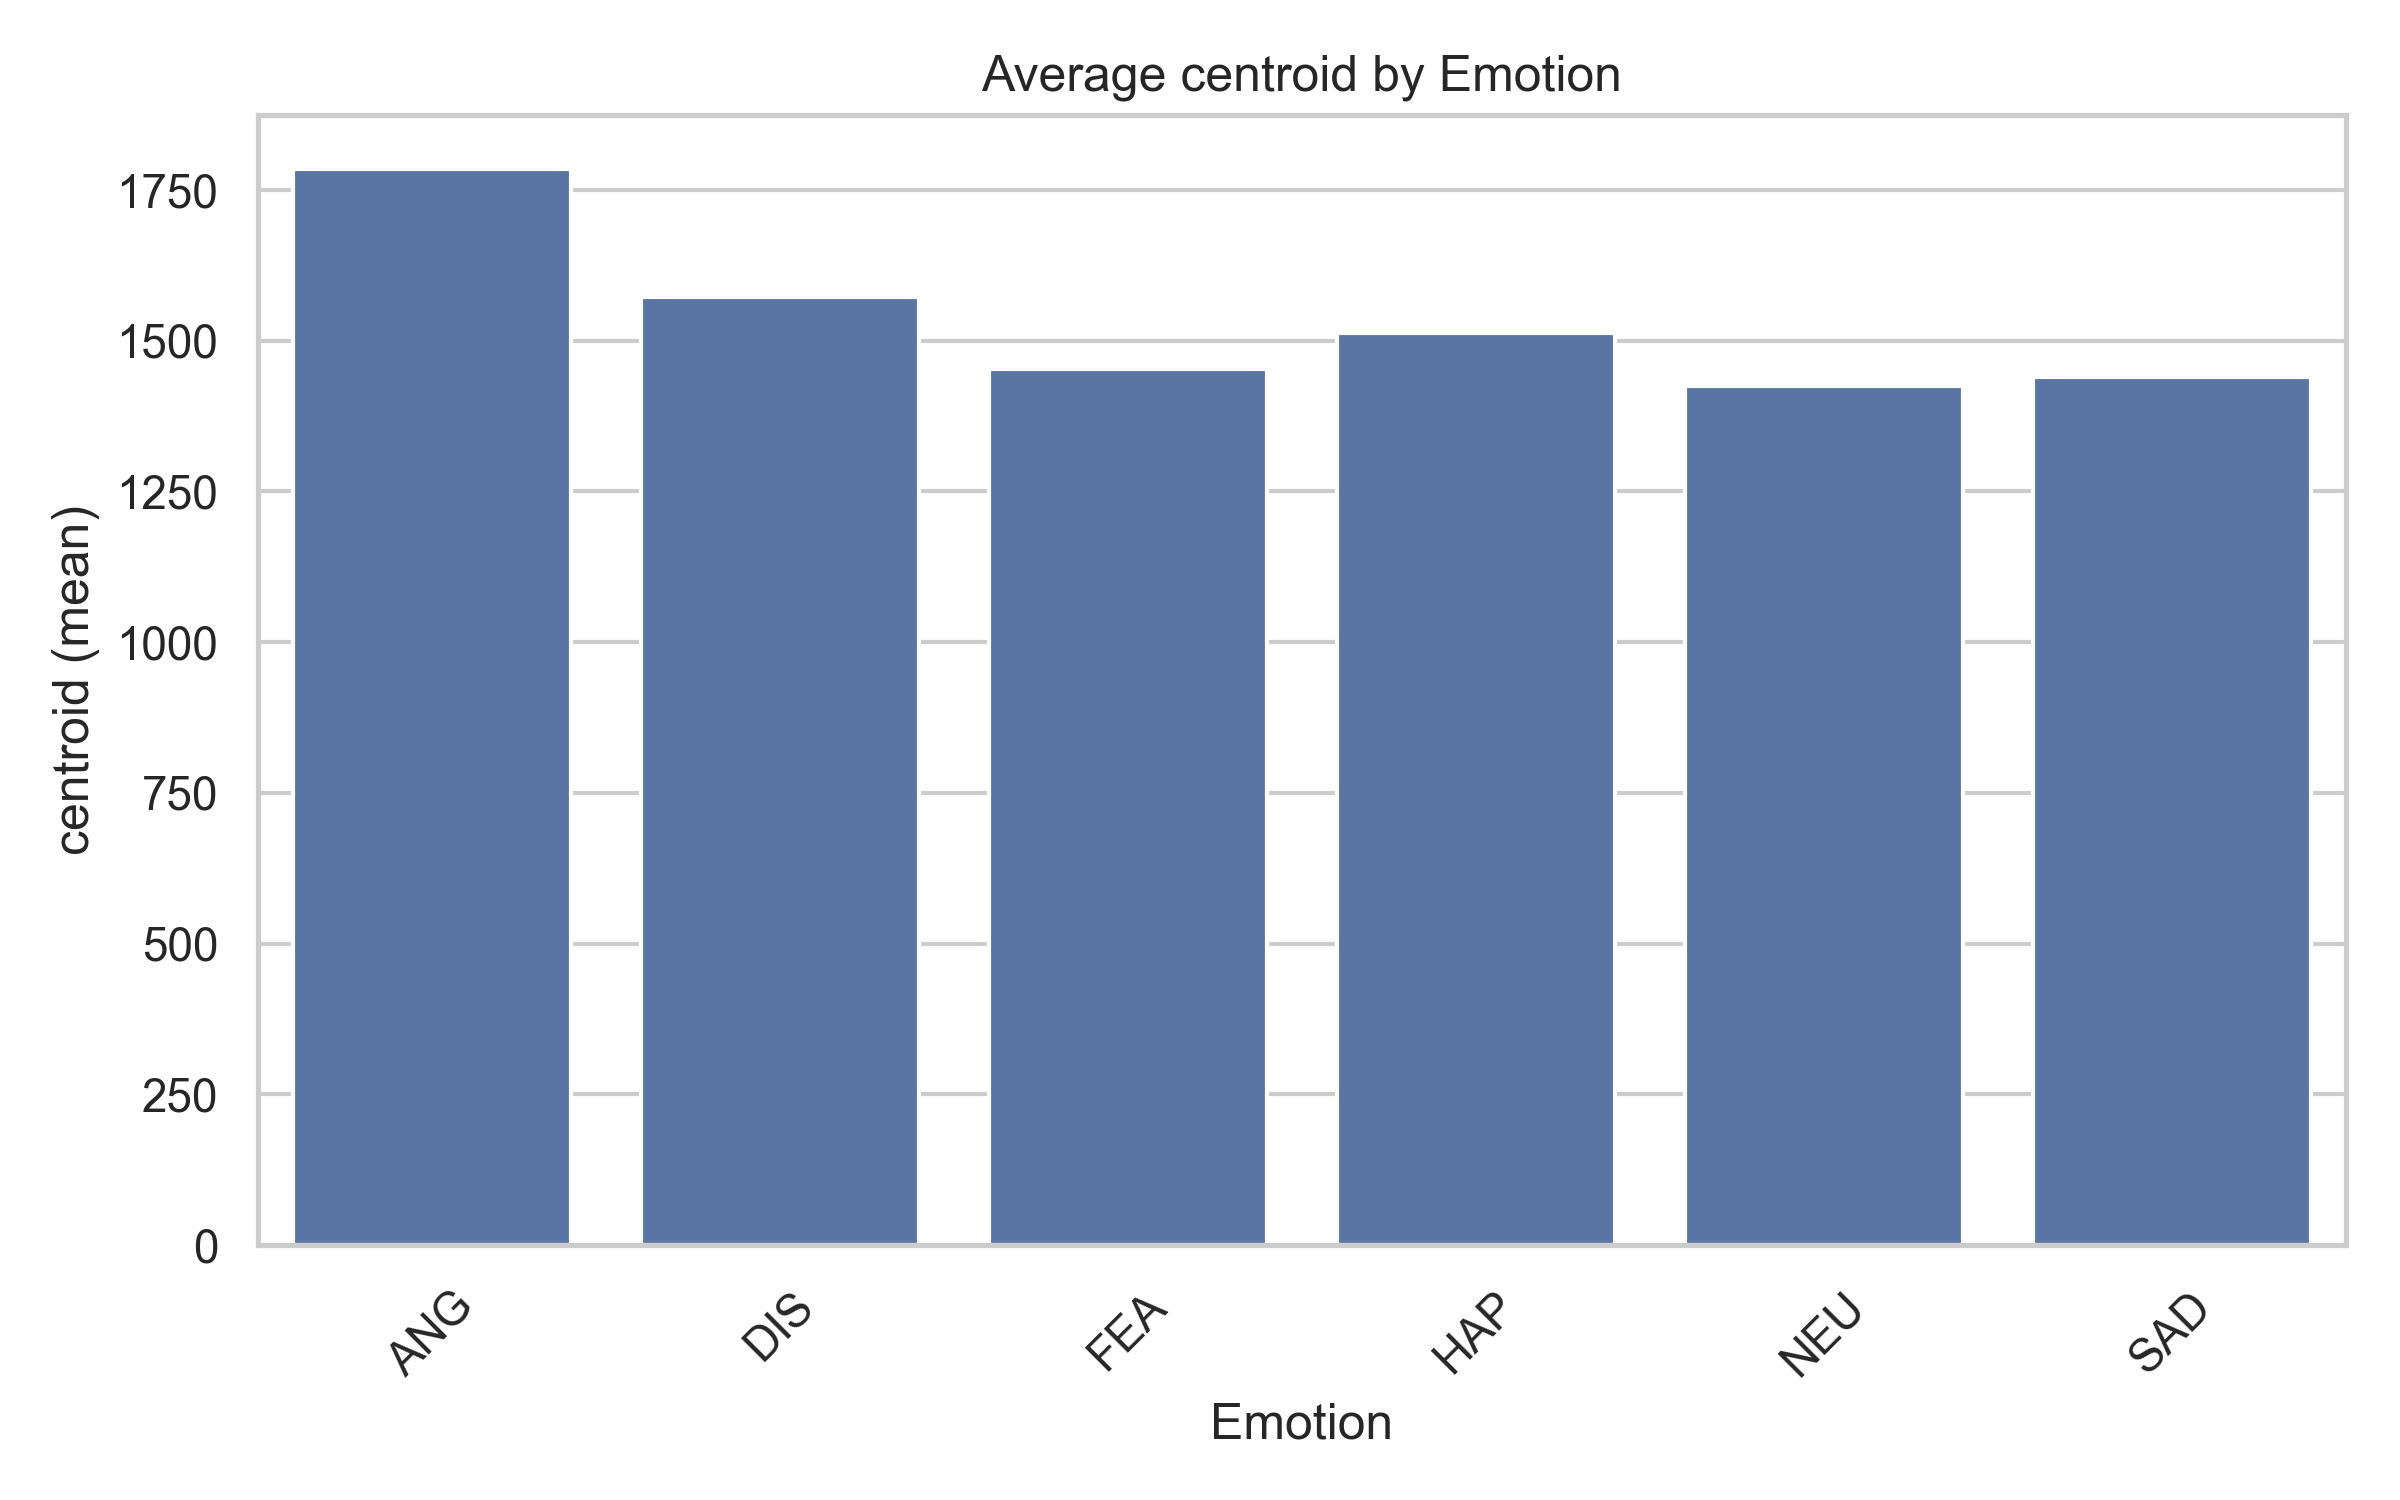 Average centroid by Emotion
centroid (mean)
1750
1500
1250
1000
750
500
250
0
ANG
DIS
FEA
HAP
NEU
SAD
Emotion